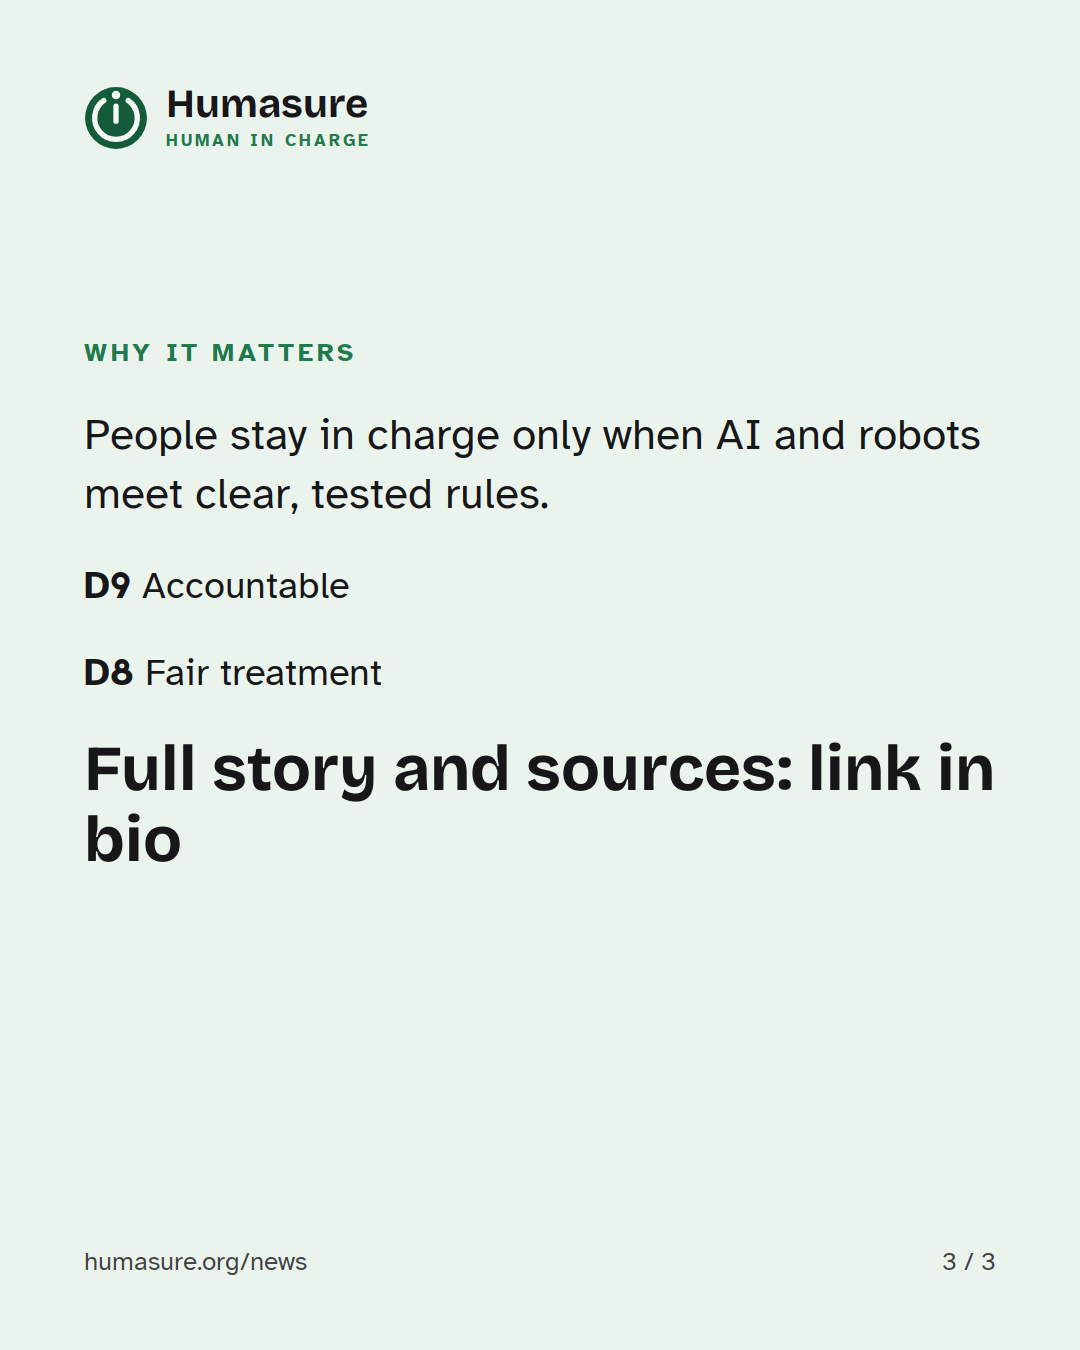 Humasure
HUMAN IN CHARGE
WHY IT MATTERS
People stay in charge only when AI and robots
meet clear, tested rules.
D9 Accountable
D8 Fair treatment
Full story and sources: link in
bio
humasure.org/news
3 / 3